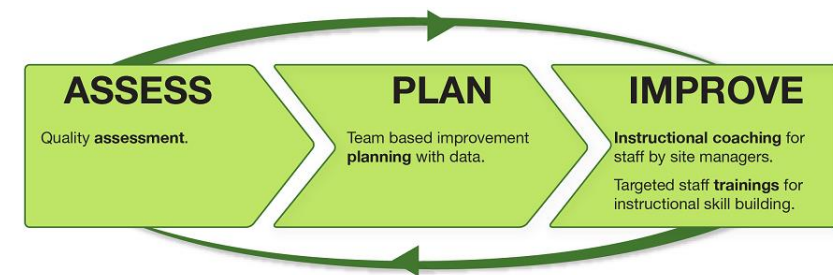 ASSESS
Quality assessment.
PLAN
Team based improvement
planning with data.
IMPROVE
Instructional coaching for
staff by site managers.
Targeted staff trainings for
instructional skill building.